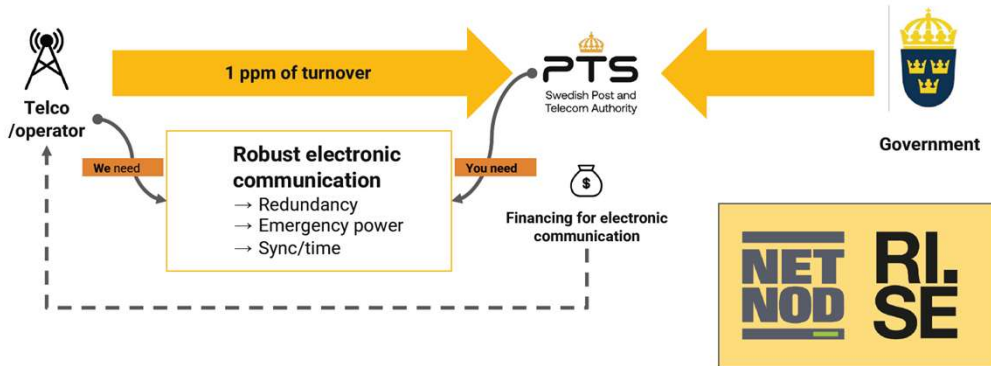 1 ppm of turnover
Telco
/operator
PTS
Swedish Post and
Telecom Authority
Government
We need
Robust electronic
communication
→ Redundancy
→ Emergency power
→ Sync/time
You need
$
Financing for electronic
communication
NET
NOD
RI.
SE